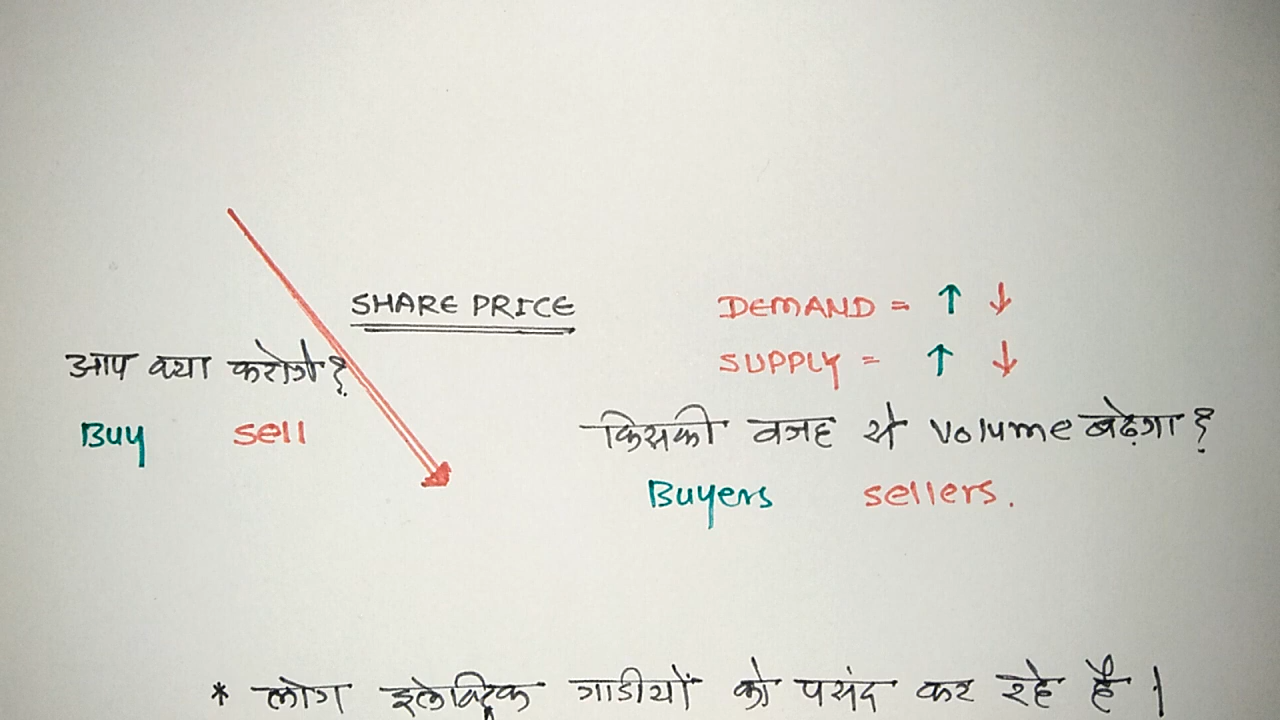 SHARE PRICE
आप क्या करोगे?
Buy sell
DEMAND = ↑ ↓
SUPPLY = ↑ ↓
किसकी वजह से volume बढ़ेगा?
Buyers sellers.
* लोग इलेक्ट्रिक गाडीयों को पसंद कर रहे है।